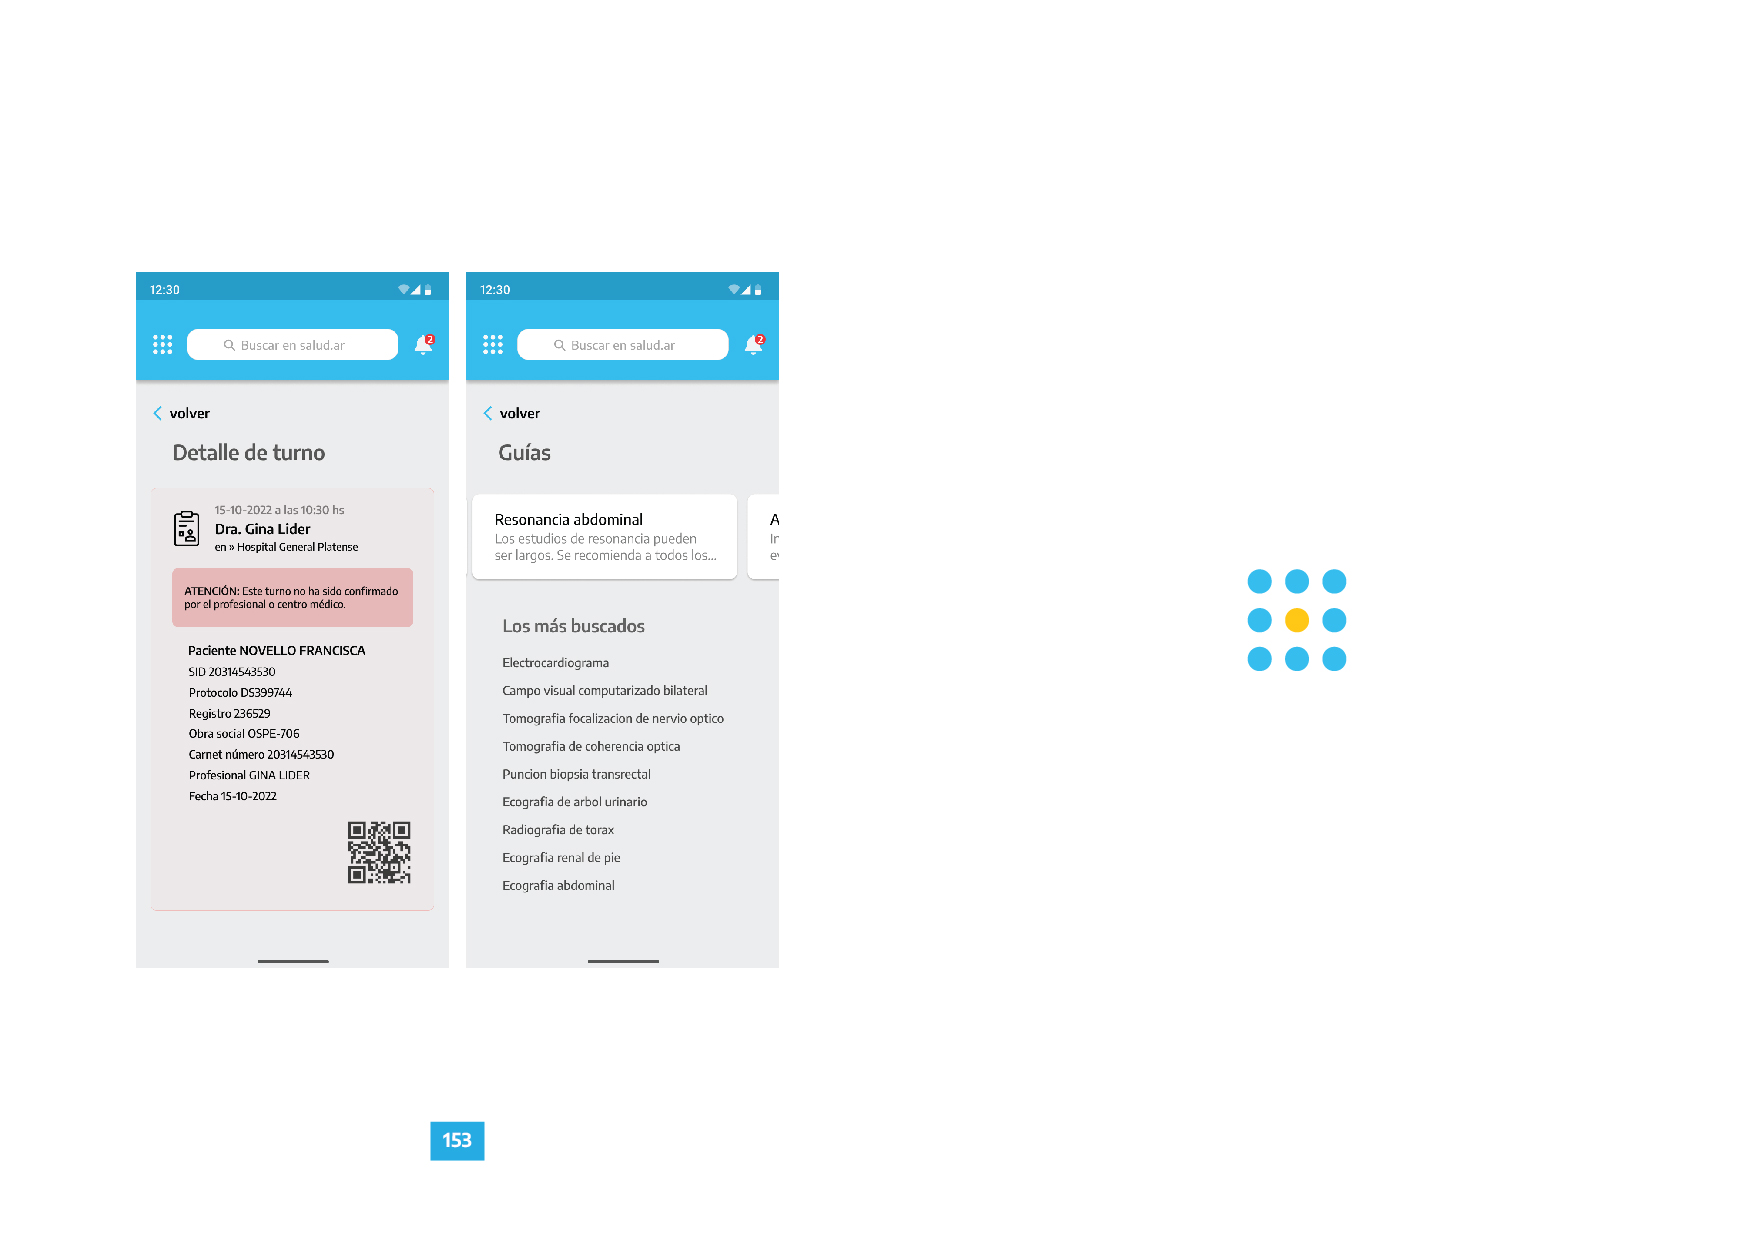 12:30
Buscar en salud.ar
2
volver
Detalle de turno
15-10-2022 a las 10:30 hs
Dra. Gina Lider
en » Hospital General Platense
ATENCIÓN: Este turno no ha sido confirmado
por el profesional o centro médico.
Paciente NOVELLO FRANCISCA
SID 20314543530
Protocolo DS399744
Registro 236529
Obra social OSPE-706
Carnet número 20314543530
Profesional GINA LIDER
Fecha 15-10-2022
12:30
Buscar en salud.ar
2
volver
Guías
Resonancia abdominal
Los estudios de resonancia pueden
ser largos. Se recomienda a todos los...
A
In
ev
Los más buscados
Electrocardiograma
Campo visual computarizado bilateral
Tomografia focalizacion de nervio optico
Tomografia de coherencia optica
Puncion biopsia transrectal
Ecografia de arbol urinario
Radiografia de torax
Ecografia renal de pie
Ecografia abdominal
153